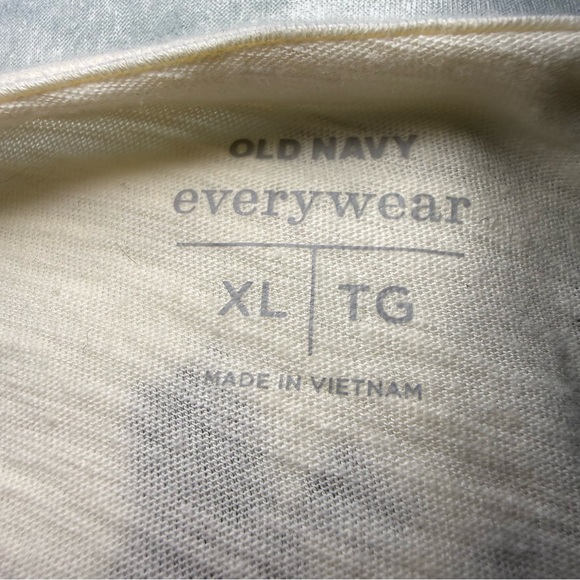 OLD NAVY
everywear
XL | TG
MADE IN VIETNAM